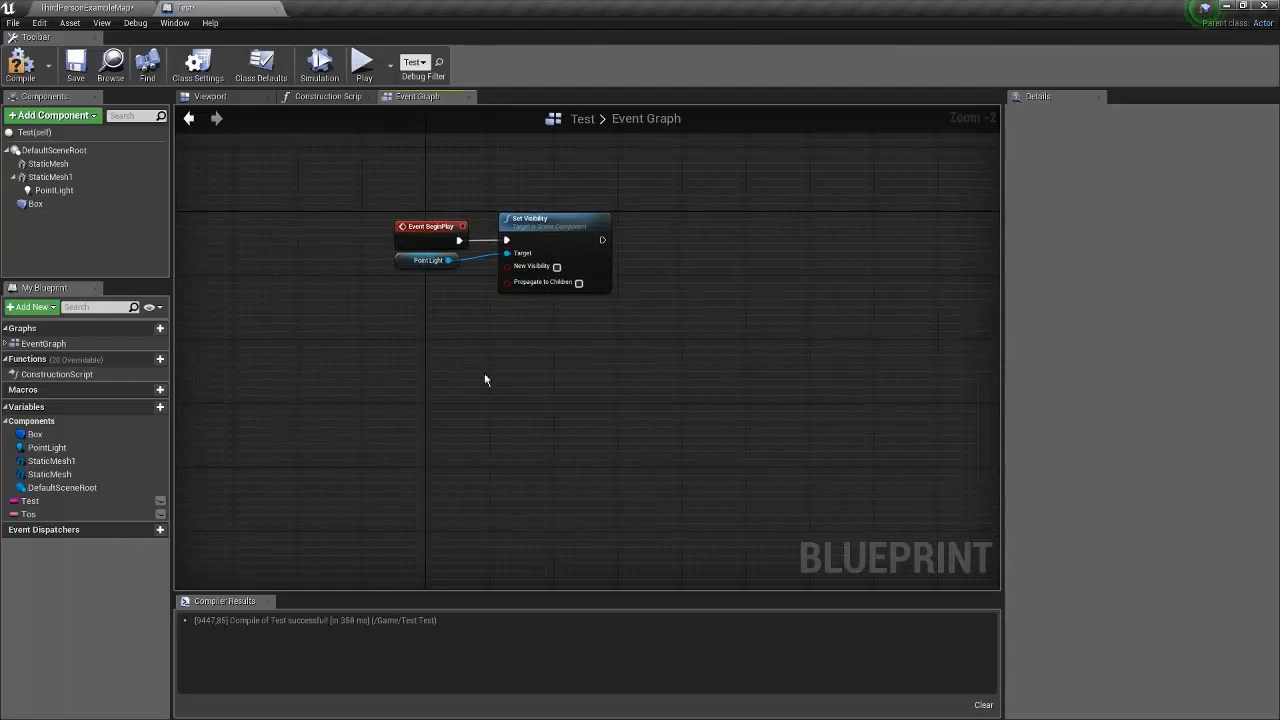 ThirdPersonExampleMap*
Test*
File Edit Asset View Debug Window Help
Parent class: Actor
Toolbar
Compile Save Browse Find Class Settings Class Defaults Simulation Play
Test
Debug Filter
Components
Viewport
Construction Scrip
Event Graph
Details
+ Add Component
Search
Test > Event Graph
Zoom -2
Test(self)
DefaultSceneRoot
StaticMesh
StaticMesh1
PointLight
Box
Event BeginPlay
Point Light
Set Visibility
Target is Scene Component
Target
New Visibility
Propagate to Children
My Blueprint
+ Add New
Search
Graphs
EventGraph
Functions (20 Overridable)
ConstructionScript
Macros
Variables
Components
Box
PointLight
StaticMesh1
StaticMesh
DefaultSceneRoot
Test
Tos
Event Dispatchers
BLUEPRINT
Compiler Results
[9447,85] Compile of Test successful! [in 358 ms] (/Game/Test.Test)
Clear